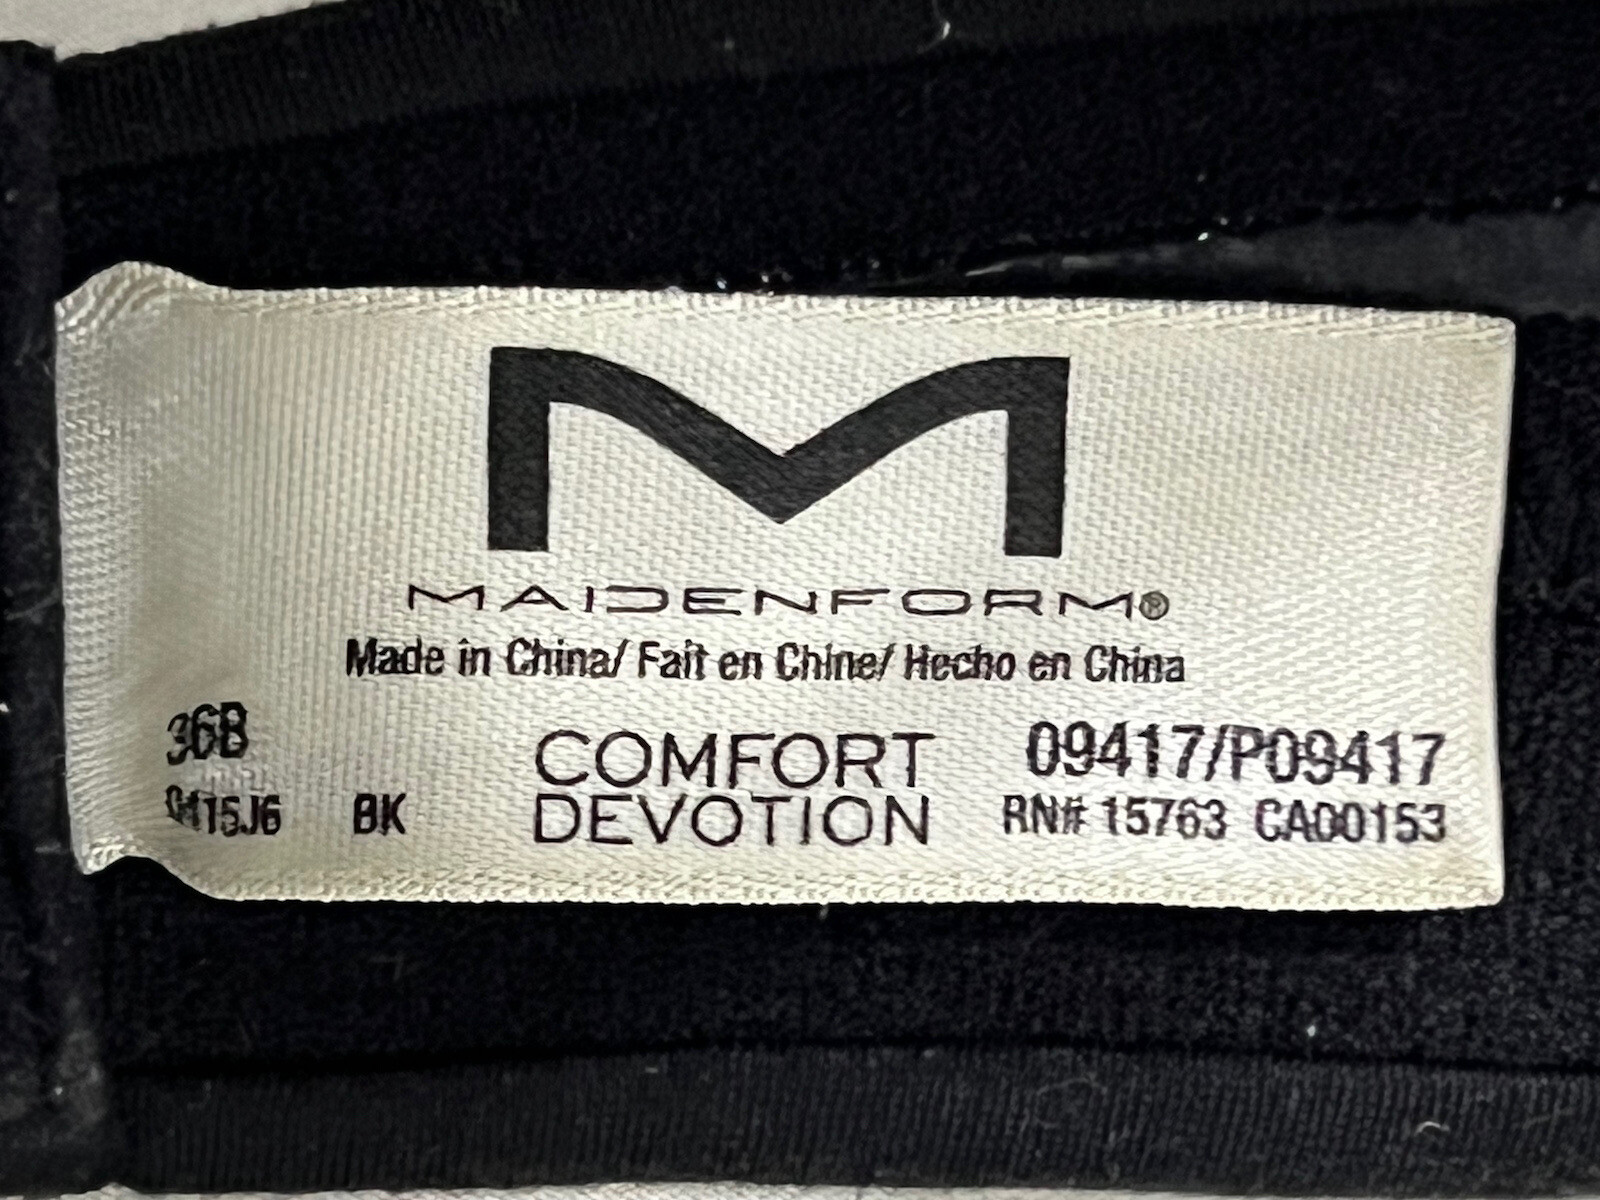 M
MAIDENFORM®
Made in China/ Fait en Chine/ Hecho en China
36B
COMFORT
09417/P09417
0415J6
BK
DEVOTION
RN# 15763 CA00153